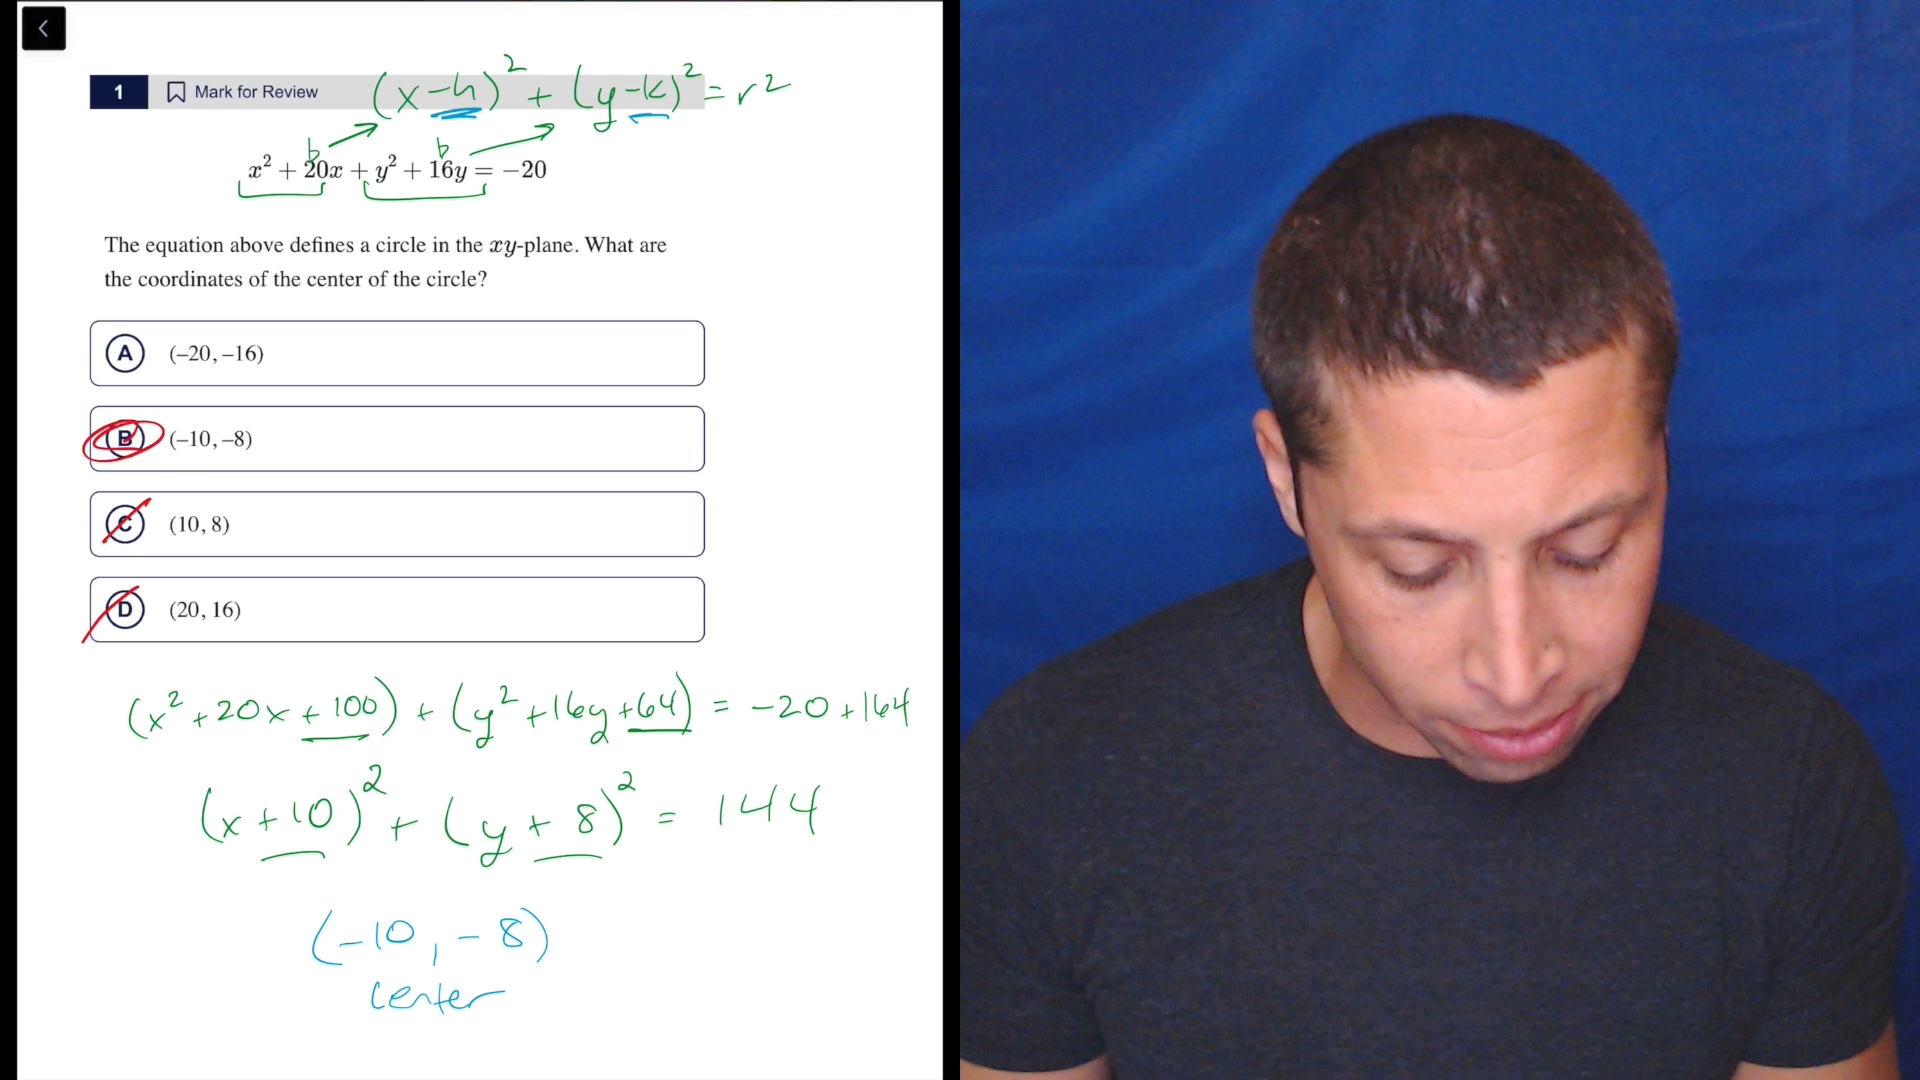 1 Mark for Review (x-h)² + (y-k)² = r²
b b
x² + 20x + y² + 16y = −20
The equation above defines a circle in the xy-plane. What are
the coordinates of the center of the circle?
A (−20, −16)
B (−10, −8)
C (10, 8)
D (20, 16)
(x² + 20x + 100) + (y² + 16y + 64) = -20 + 164
(x + 10)² + (y + 8)² = 144
(-10, -8)
center